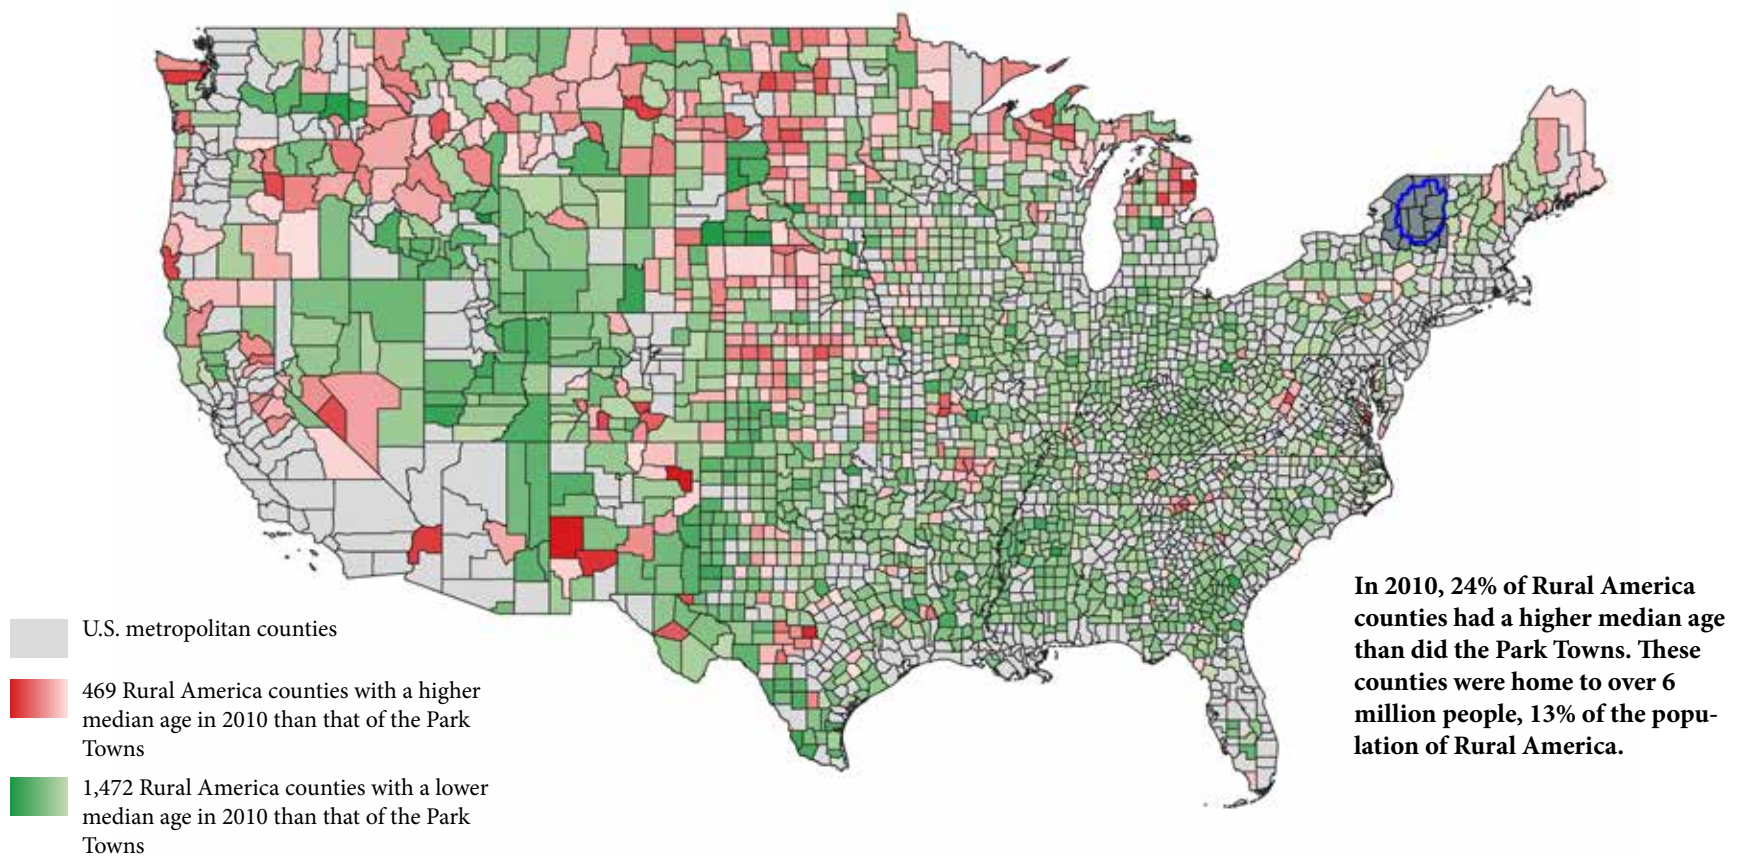 U.S. metropolitan counties
469 Rural America counties with a higher
median age in 2010 than that of the Park
Towns
1,472 Rural America counties with a lower
median age in 2010 than that of the Park
Towns
In 2010, 24% of Rural America
counties had a higher median age
than did the Park Towns. These
counties were home to over 6
million people, 13% of the popu-
lation of Rural America.